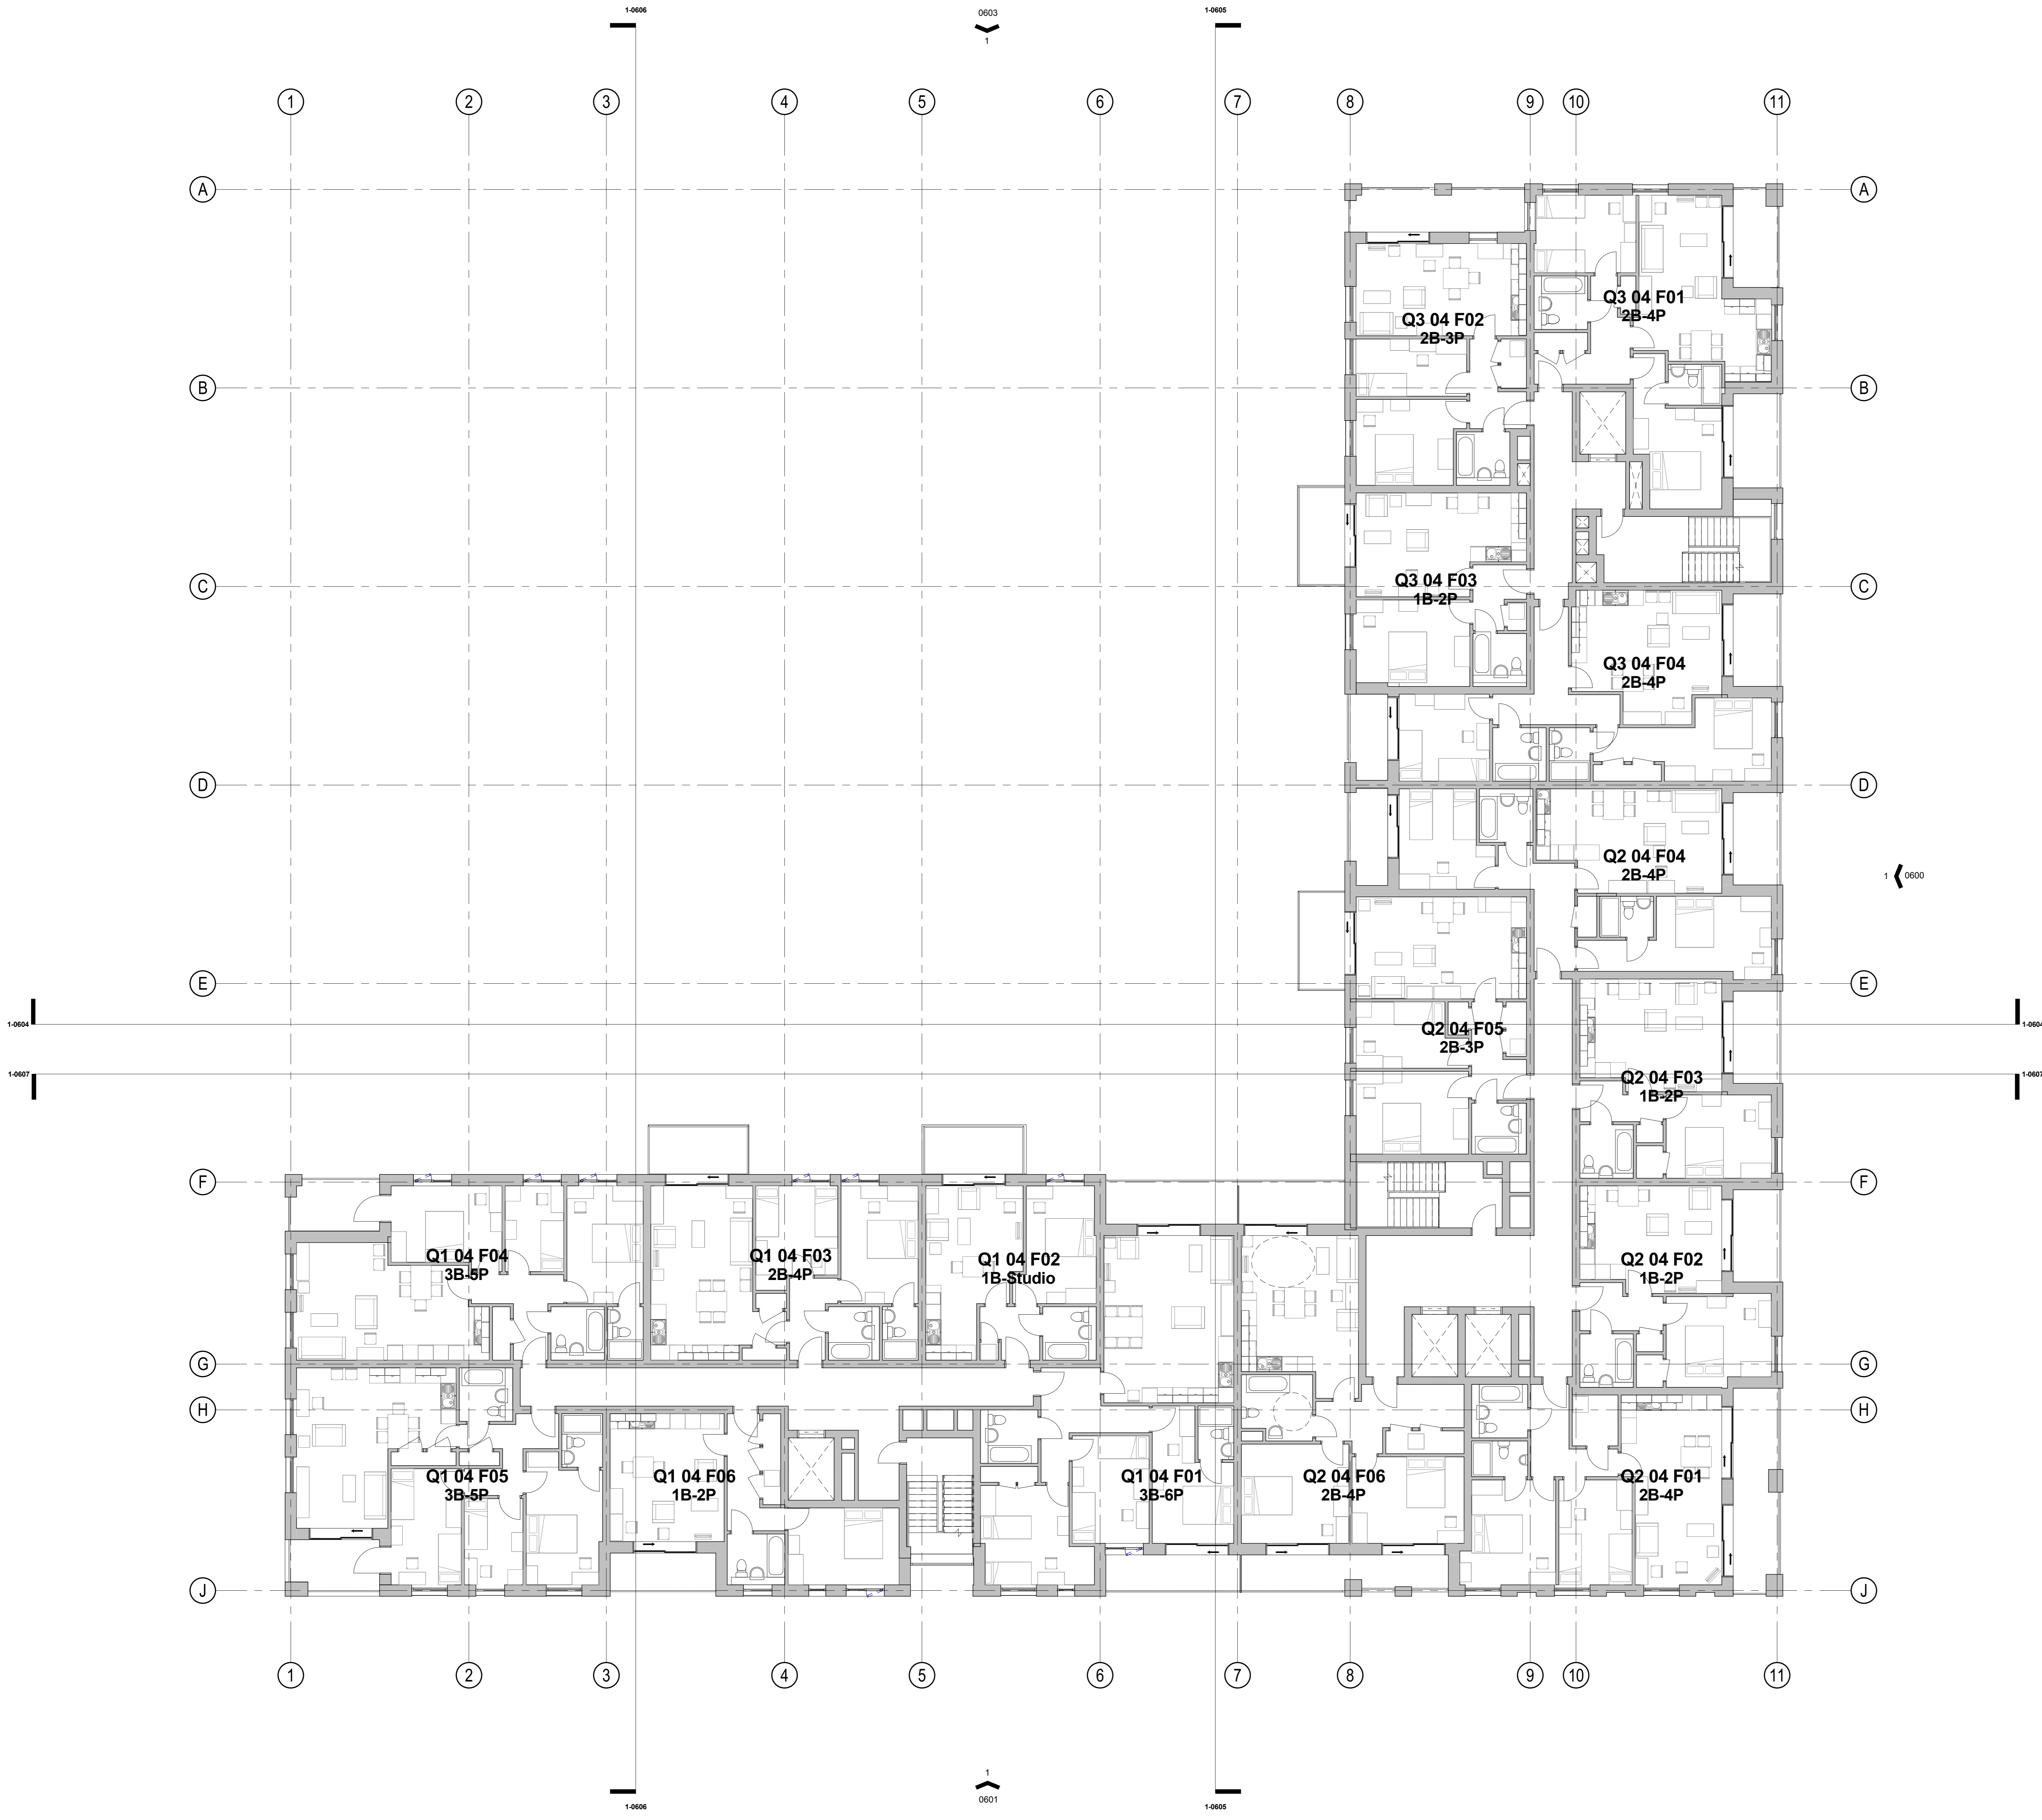 1-0606
0603
1-0605
1
1 2 3 4 5 6 7 8 9 10 11
A A
Q3 04 F01
2B-4P
Q3 04 F02
2B-3P
B B
Q3 04 F03
1B-2P
C C
Q3 04 F04
2B-4P
D D
Q2 04 F04
2B-4P
1 0600
E E
1-0604 1-0604
Q2 04 F05
2B-3P
1-0607 1-0607
Q2 04 F03
1B-2P
F F
Q1 04 F04
3B-5P
Q1 04 F03
2B-4P
Q1 04 F02
1B-Studio
Q2 04 F02
1B-2P
G G
H H
Q1 04 F05
3B-5P
Q1 04 F06
1B-2P
Q1 04 F01
3B-6P
Q2 04 F06
2B-4P
Q2 04 F01
2B-4P
J J
1 2 3 4 5 6 7 8 9 10 11
1
0601
1-0606
1-0605